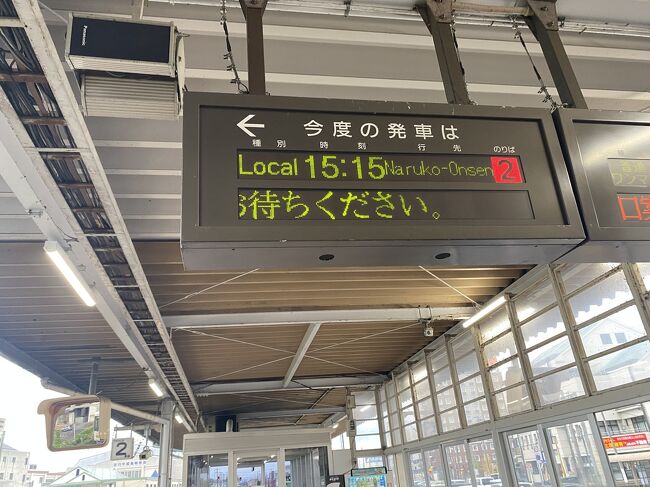 Panasonic
← 今度の発車は
種別 時刻 行先 のりば
Local 15:15 Naruko-Onsen 2
お待ちください。
2